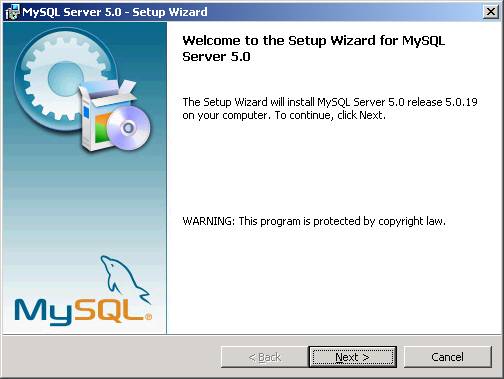 MySQL Server 5.0 - Setup Wizard
Welcome to the Setup Wizard for MySQL
Server 5.0
The Setup Wizard will install MySQL Server 5.0 release 5.0.19
on your computer. To continue, click Next.
WARNING: This program is protected by copyright law.
MySQL®
< Back
Next >
Cancel